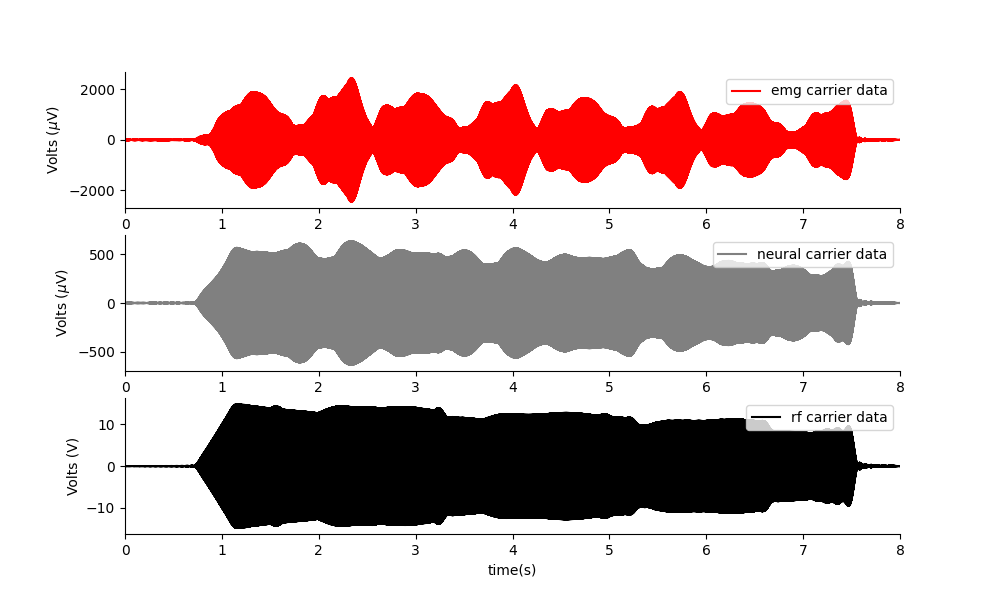 emg carrier data
Volts (μV)
2000
0
−2000
0 1 2 3 4 5 6 7 8
neural carrier data
Volts (μV)
500
0
−500
0 1 2 3 4 5 6 7 8
rf carrier data
Volts (V)
10
0
−10
0 1 2 3 4 5 6 7 8
time(s)